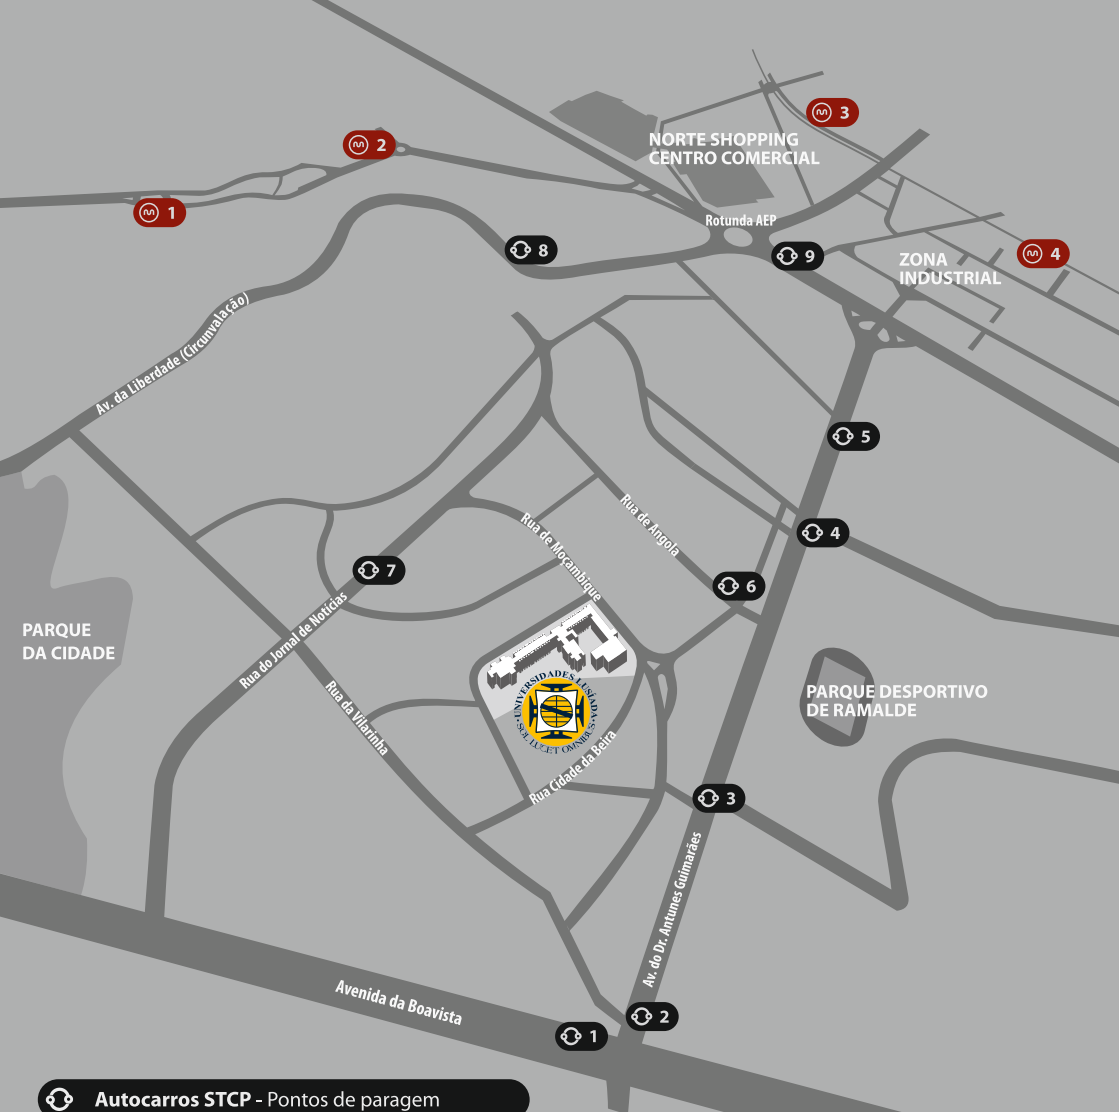 3
NORTE SHOPPING
CENTRO COMERCIAL
2
1
Rotunda AEP
8
9
ZONA
INDUSTRIAL
4
Av. da Liberdade (Circunvalação)
5
Rua de Angola
Rua de Moçambique
4
7
6
PARQUE
DA CIDADE
Rua do Jornal de Notícias
Rua da Vilarinha
UNIVERSIDADES LUSÍADA
SOL LUCET OMNIBUS
PARQUE DESPORTIVO
DE RAMALDE
Rua Cidade da Beira
3
Av. do Dr. Antunes Guimarães
Avenida da Boavista
2
1
Autocarros STCP - Pontos de paragem